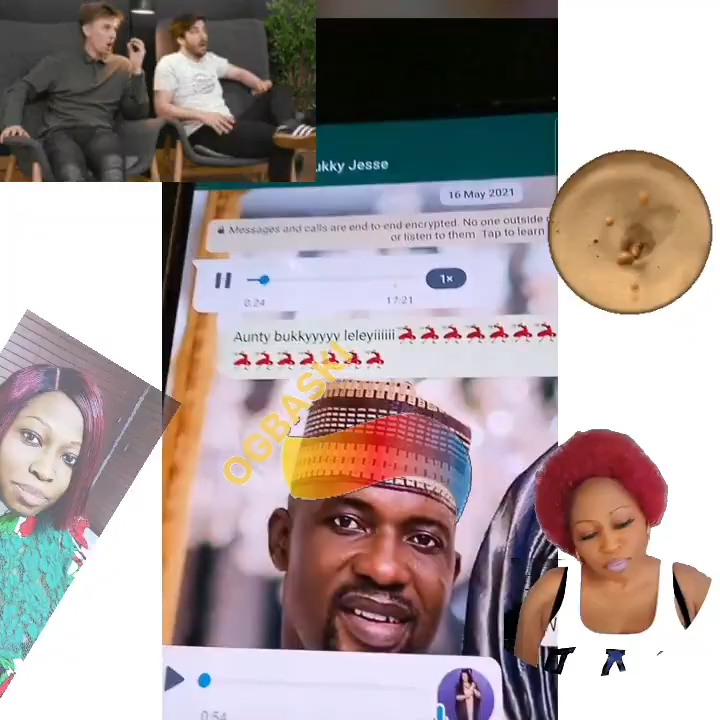 ukky Jesse
16 May 2021
Messages and calls are end-to-end encrypted. No one outside
or listen to them. Tap to learn
0:24
17:21
1×
Aunty bukkyyyyy leleyiiiiii
OGBASKI
0:54